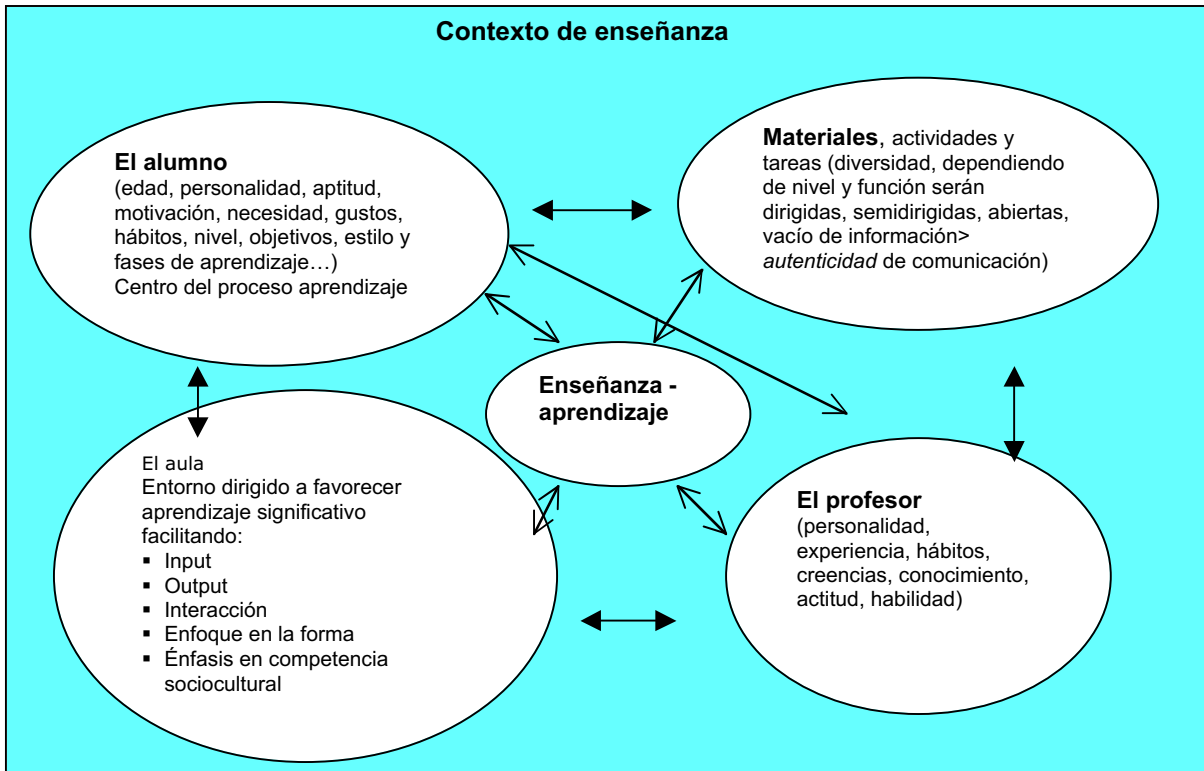 Contexto de enseñanza
El alumno
(edad, personalidad, aptitud,
motivación, necesidad, gustos,
hábitos, nivel, objetivos, estilo y
fases de aprendizaje…)
Centro del proceso aprendizaje
Materiales, actividades y
tareas (diversidad, dependiendo
de nivel y función serán
dirigidas, semidirigidas, abiertas,
vacío de información>
autenticidad de comunicación)
Enseñanza -
aprendizaje
El aula
Entorno dirigido a favorecer
aprendizaje significativo
facilitando:
▪ Input
▪ Output
▪ Interacción
▪ Enfoque en la forma
▪ Énfasis en competencia
sociocultural
El profesor
(personalidad,
experiencia, hábitos,
creencias, conocimiento,
actitud, habilidad)